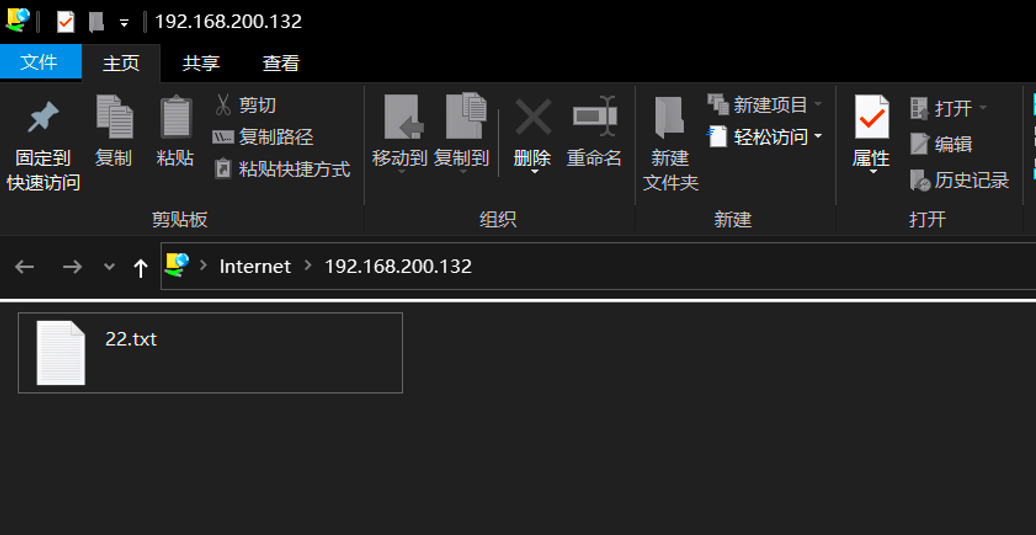 192.168.200.132
文件 主页 共享 查看
固定到
快速访问
复制
粘贴
剪切
复制路径
粘贴快捷方式
剪贴板
移动到
复制到
删除
重命名
组织
新建
文件夹
新建项目
轻松访问
新建
属性
打开
编辑
历史记录
打开
Internet
192.168.200.132
22.txt